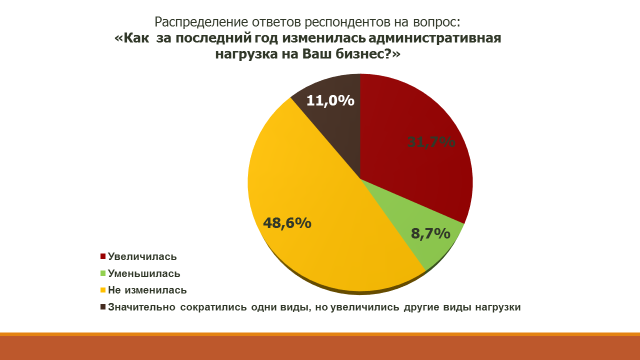 Распределение ответов респондентов на вопрос:
«Как за последний год изменилась административная
нагрузка на Ваш бизнес?»
11,0%
31,7%
48,6%
8,7%
Увеличилась
Уменьшилась
Не изменилась
Значительно сократились одни виды, но увеличились другие виды нагрузки